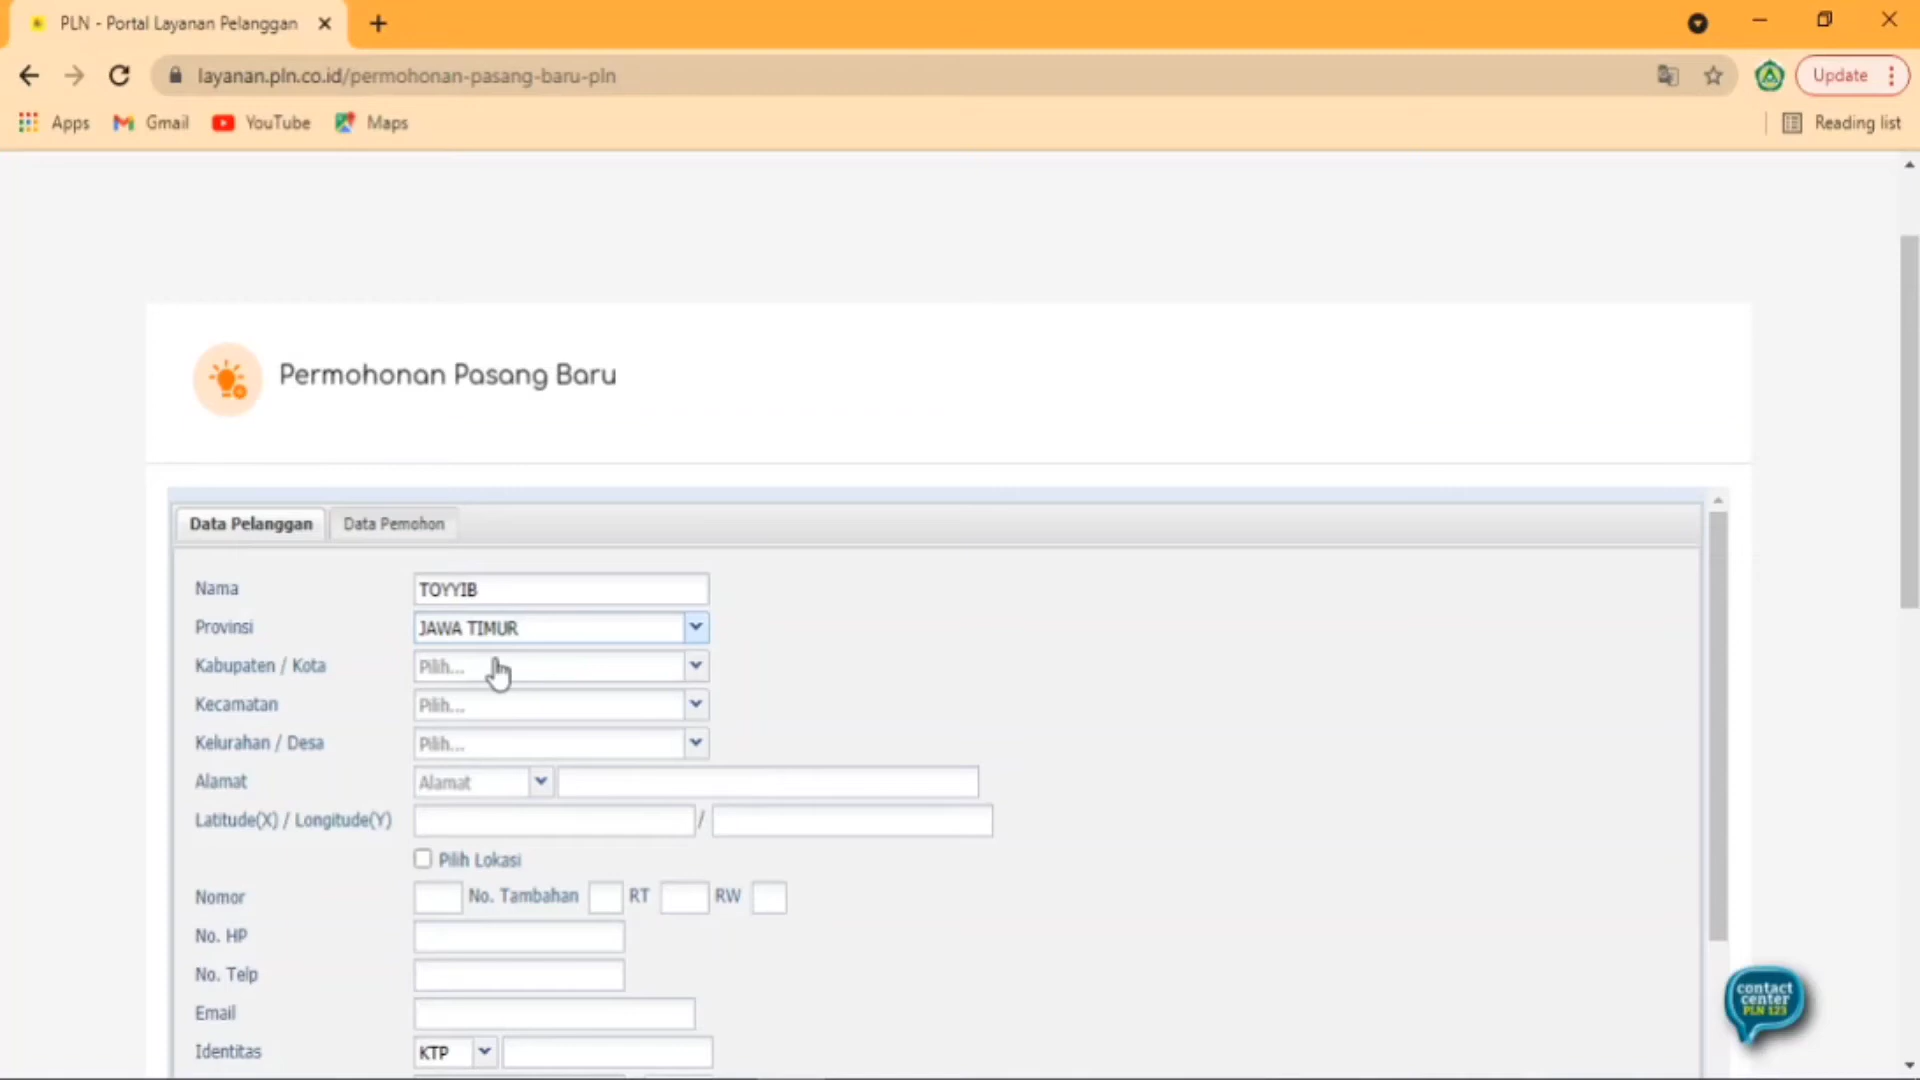 PLN - Portal Layanan Pelanggan
layanan.pln.co.id/permohonan-pasang-baru-pln
Update
Apps Gmail YouTube Maps Reading list
Permohonan Pasang Baru
Data Pelanggan Data Pemohon
Nama TOYYIB
Provinsi JAWA TIMUR
Kabupaten / Kota Pilih...
Kecamatan Pilih...
Kelurahan / Desa Pilih...
Alamat Alamat
Latitude(X) / Longitude(Y) /
Pilih Lokasi
Nomor No. Tambahan RT RW
No. HP
No. Telp
Email
Identitas KTP
contact
center
PLN 123